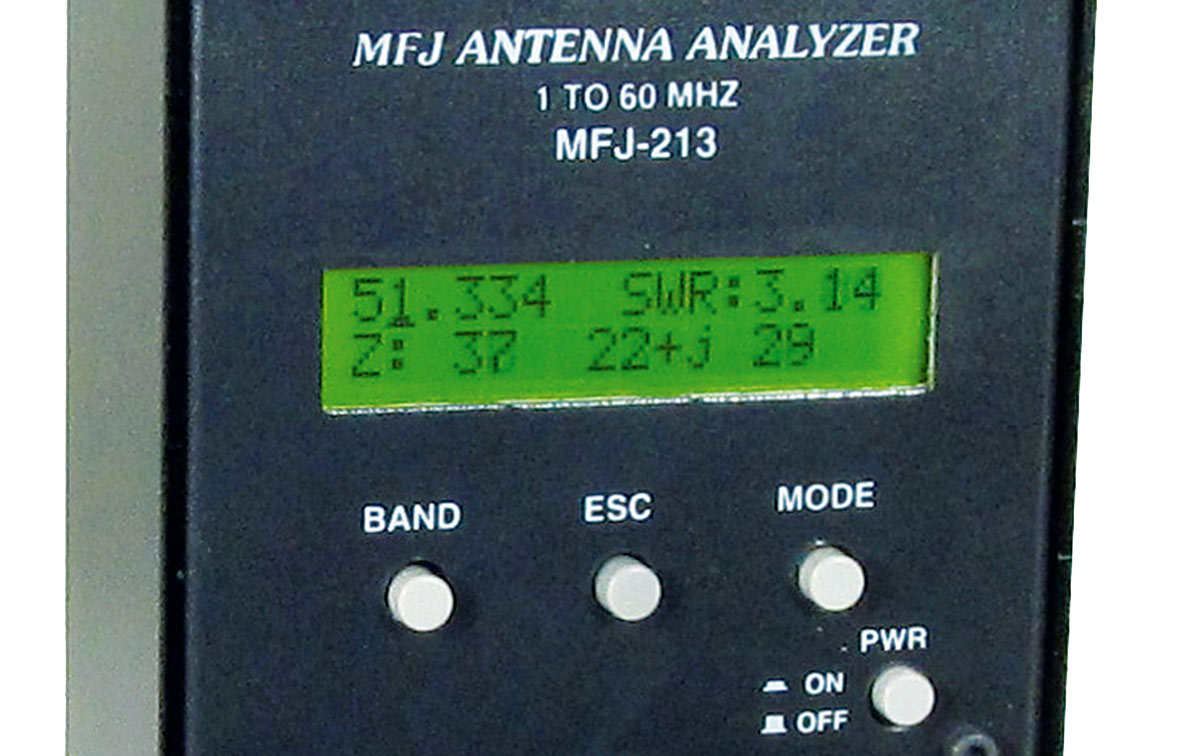 MFJ ANTENNA ANALYZER
1 TO 60 MHZ
MFJ-213
51.334 SWR:3.14
Z: 37 22+j 29
BAND ESC MODE
PWR
ON
OFF